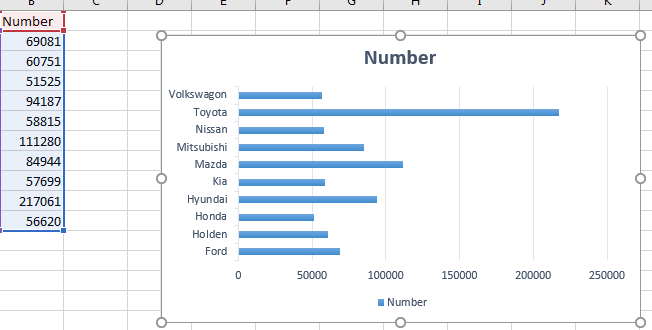 B C D E F G H I J K
Number
69081
60751
51525
94187
58815
111280
84944
57699
217061
56620
Number
Volkswagon
Toyota
Nissan
Mitsubishi
Mazda
Kia
Hyundai
Honda
Holden
Ford
0 50000 100000 150000 200000 250000
Number